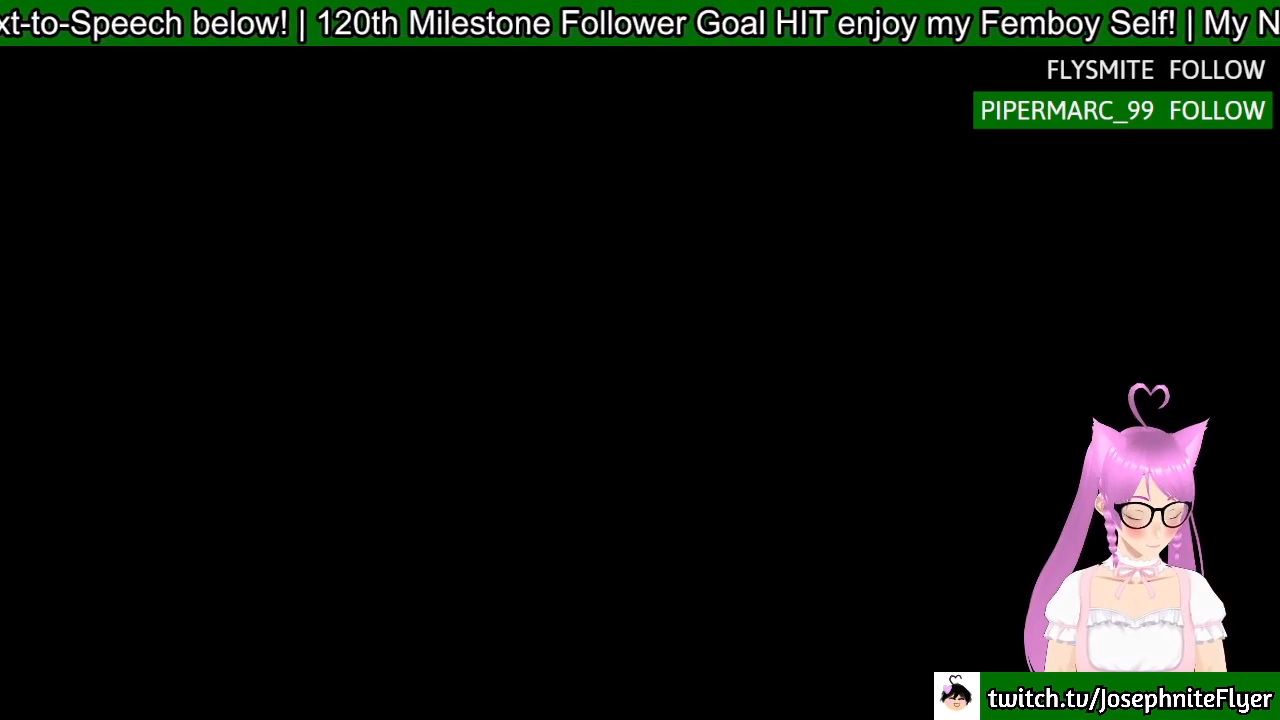 xt-to-Speech below! | 120th Milestone Follower Goal HIT enjoy my Femboy Self! | My N
FLYSMITE FOLLOW
PIPERMARC_99 FOLLOW
twitch.tv/JosephniteFlyer